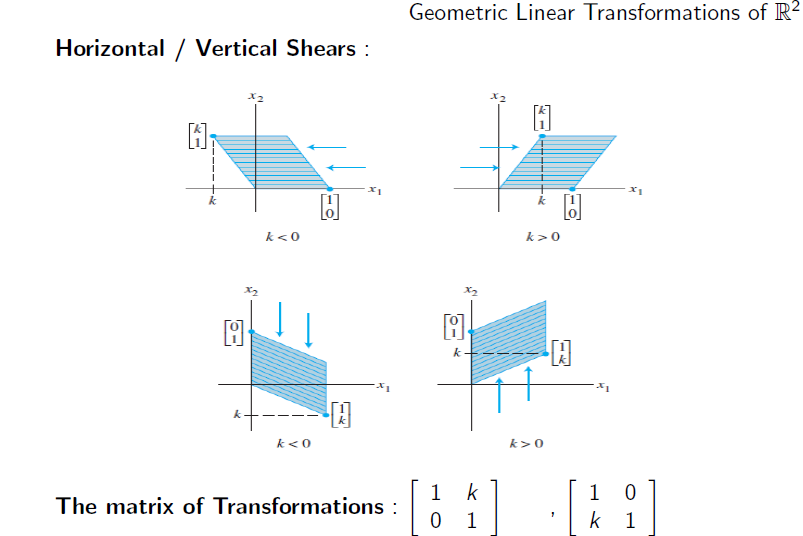 Geometric Linear Transformations of ℝ²
Horizontal / Vertical Shears :
x₂
x₂
[k
1]
[k
1]
x₁
x₁
k
k
[1
0]
[1
0]
k < 0
k > 0
x₂
x₂
[0
1]
[0
1]
k
[1
k]
x₁
x₁
k
[1
k]
k < 0
k > 0
The matrix of Transformations : [ 1 k ] , [ 1 0 ]
[ 0 1 ] [ k 1 ]